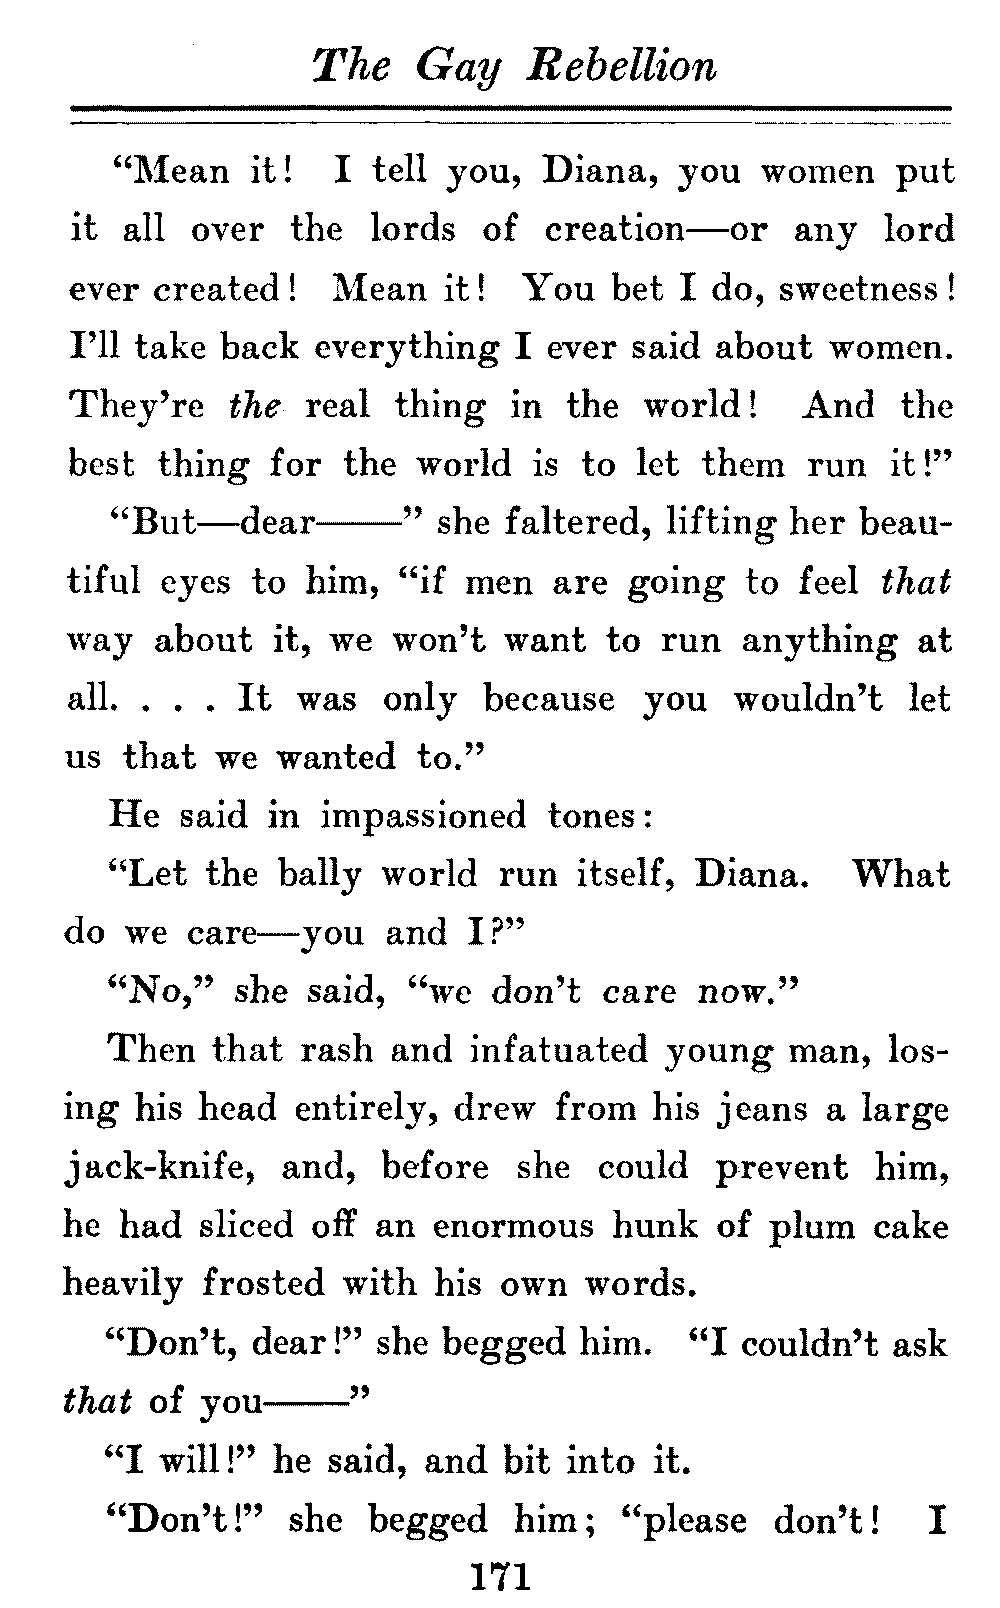 The Gay Rebellion
“Mean it! I tell you, Diana, you women put
it all over the lords of creation—or any lord
ever created! Mean it! You bet I do, sweetness!
I’ll take back everything I ever said about women.
They’re the real thing in the world! And the
best thing for the world is to let them run it!”
“But—dear——” she faltered, lifting her beau-
tiful eyes to him, “if men are going to feel that
way about it, we won’t want to run anything at
all. . . . It was only because you wouldn’t let
us that we wanted to.”
He said in impassioned tones:
“Let the bally world run itself, Diana. What
do we care—you and I?”
“No,” she said, “we don’t care now.”
Then that rash and infatuated young man, los-
ing his head entirely, drew from his jeans a large
jack-knife, and, before she could prevent him,
he had sliced off an enormous hunk of plum cake
heavily frosted with his own words.
“Don’t, dear!” she begged him. “I couldn’t ask
that of you——”
“I will!” he said, and bit into it.
“Don’t!” she begged him; “please don’t! I
171